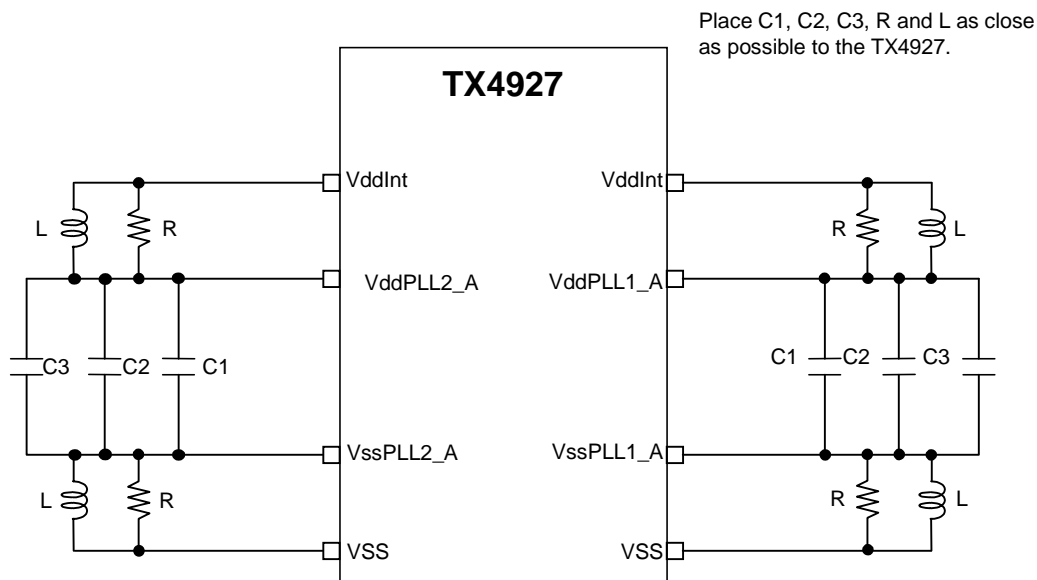 Place C1, C2, C3, R and L as close
as possible to the TX4927.
TX4927
VddInt
VddInt
L
R
R
L
VddPLL2_A
VddPLL1_A
C3
C2
C1
C1
C2
C3
VssPLL2_A
VssPLL1_A
L
R
R
L
VSS
VSS